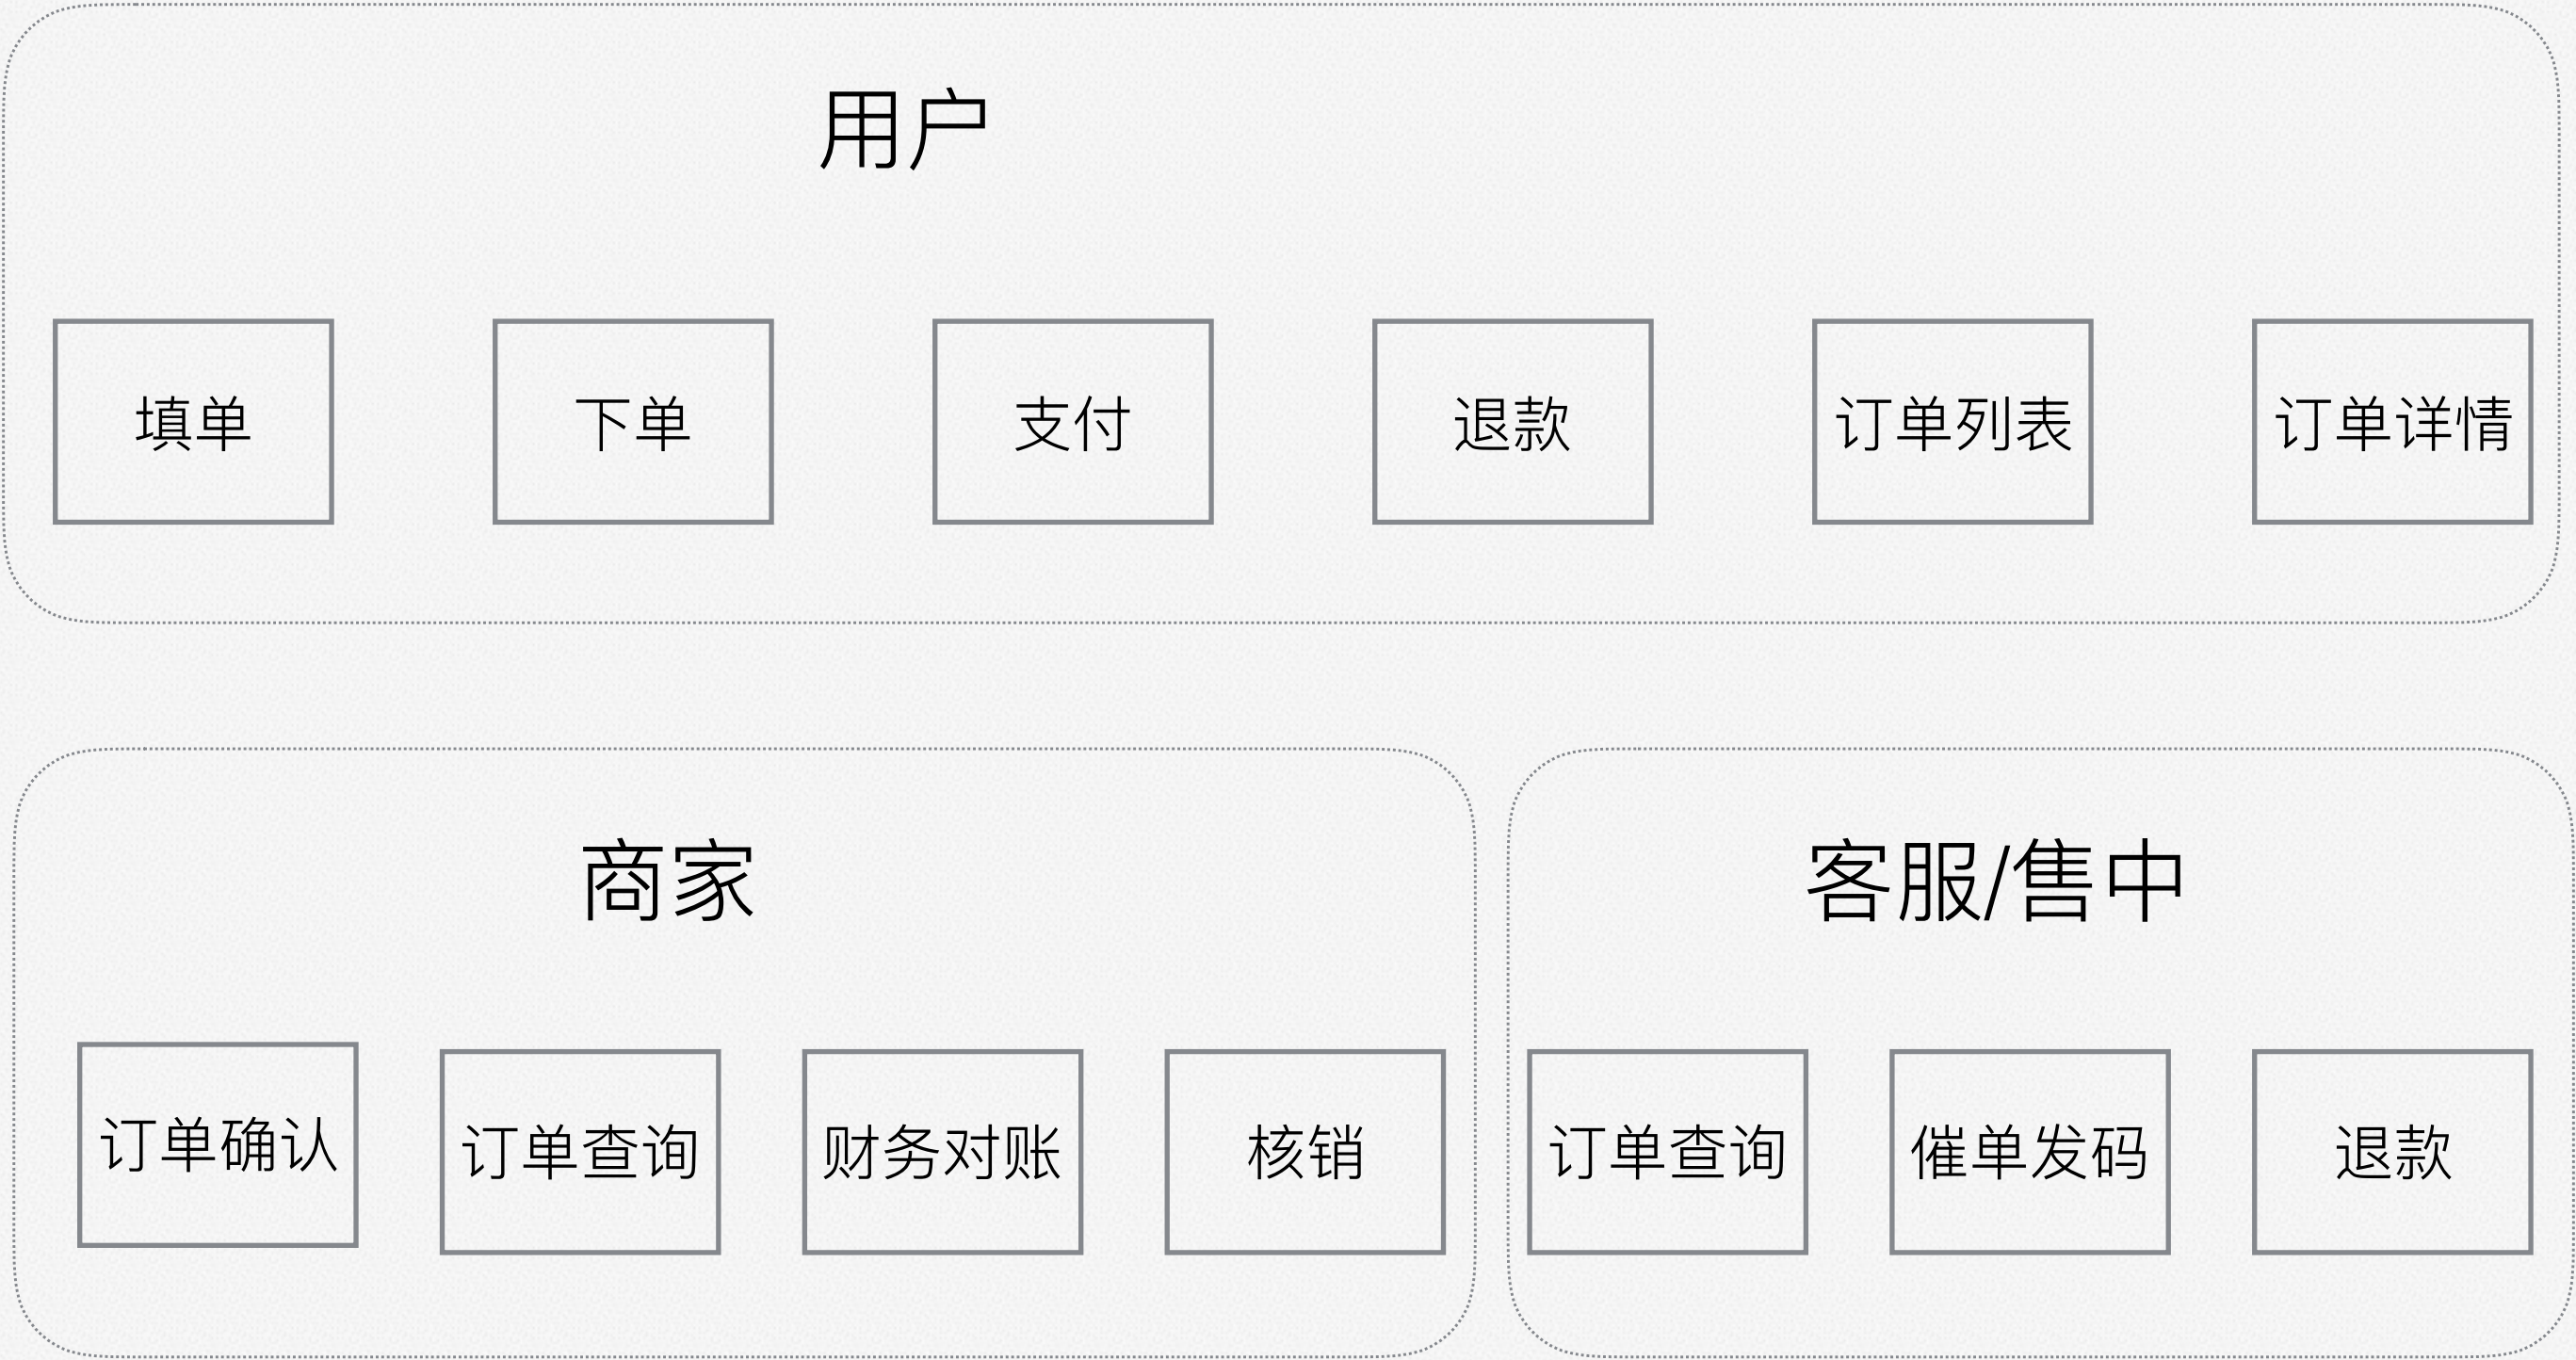 用户
填单
下单
支付
退款
订单列表
订单详情
商家
订单确认
订单查询
财务对账
核销
客服/售中
订单查询
催单发码
退款